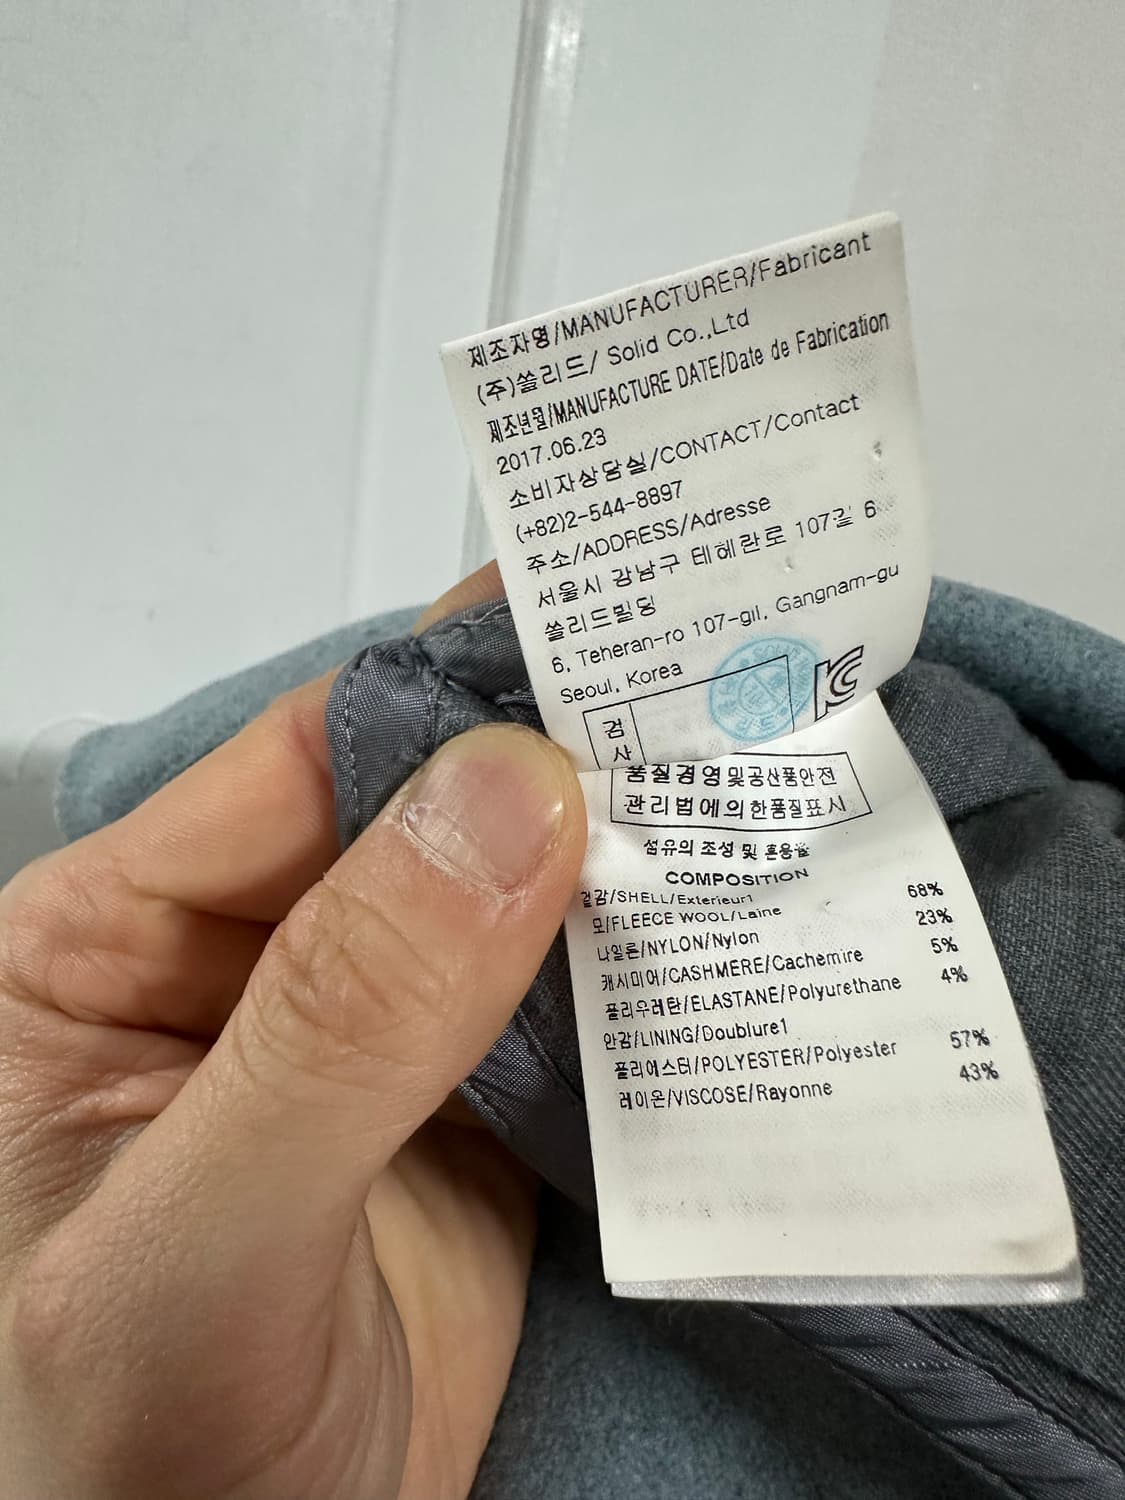 제조자명/MANUFACTURER/Fabricant
(주)쏠리드/ Solid Co.,Ltd
제조년월/MANUFACTURE DATE/Date de Fabrication
2017.06.23
소비자상담실/CONTACT/Contact
(+82)2-544-8897
주소/ADDRESS/Adresse
서울시 강남구 테헤란로 107길 6
쏠리드빌딩
6, Teheran-ro 107-gil, Gangnam-gu
Seoul, Korea
검사
품질경영및공산품안전
관리법에의한품질표시
섬유의 조성 및 혼용율
COMPOSITION
겉감/SHELL/Exterieur1
모/FLEECE WOOL/Laine 68%
나일론/NYLON/Nylon 23%
캐시미어/CASHMERE/Cachemire 5%
폴리우레탄/ELASTANE/Polyurethane 4%
안감/LINING/Doublure1
폴리에스터/POLYESTER/Polyester 57%
레이온/VISCOSE/Rayonne 43%